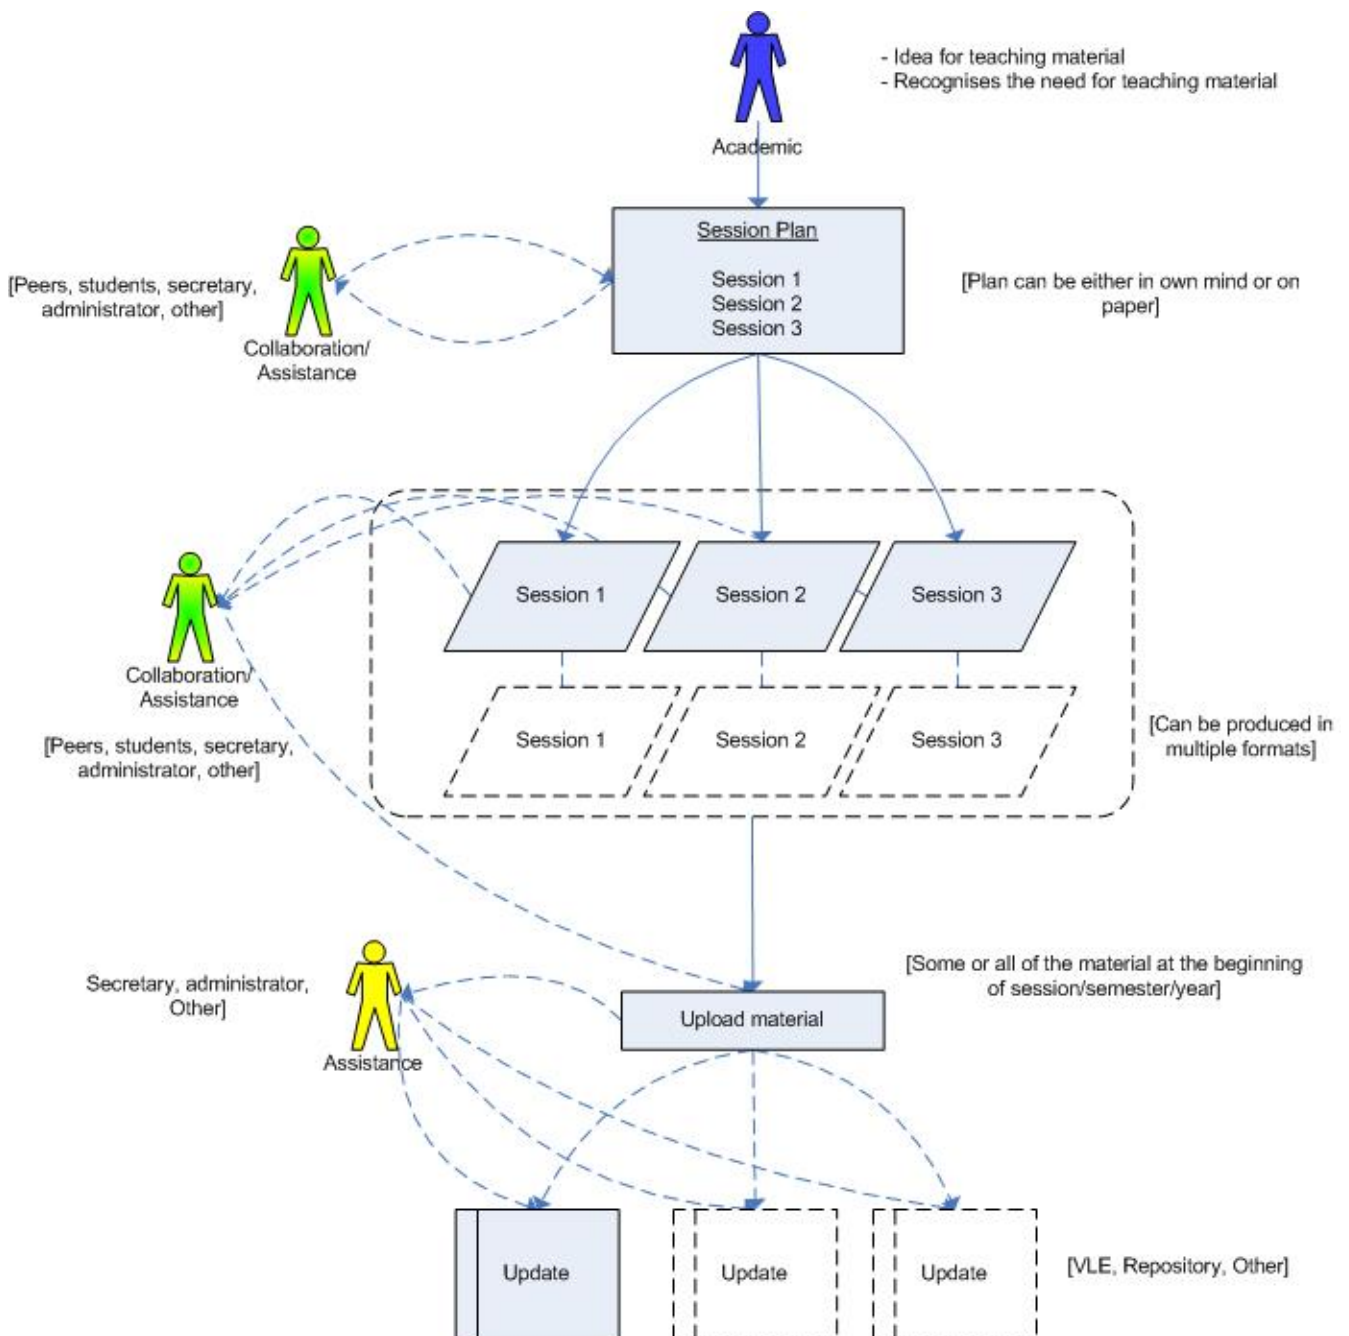 - Idea for teaching material
- Recognises the need for teaching material
Academic
Session Plan
Session 1
Session 2
Session 3
[Peers, students, secretary,
administrator, other]
Collaboration/
Assistance
[Plan can be either in own mind or on
paper]
Session 1
Session 2
Session 3
Collaboration/
Assistance
[Peers, students, secretary,
administrator, other]
Session 1
Session 2
Session 3
[Can be produced in
multiple formats]
Secretary, administrator,
Other]
Assistance
[Some or all of the material at the beginning
of session/semester/year]
Upload material
Update
Update
Update
[VLE, Repository, Other]